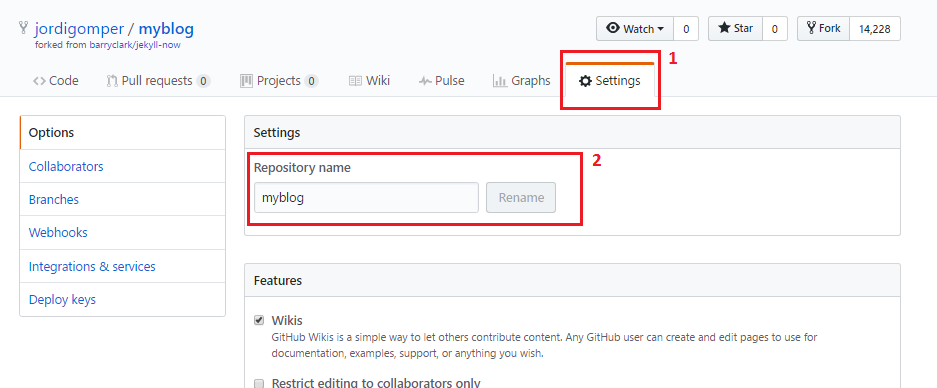 jordigomper / myblog
forked from barryclark/jekyll-now
Watch 0 Star 0 Fork 14,228
1
Code Pull requests 0 Projects 0 Wiki Pulse Graphs Settings
Options
Collaborators
Branches
Webhooks
Integrations & services
Deploy keys
Settings
2
Repository name
myblog Rename
Features
Wikis
GitHub Wikis is a simple way to let others contribute content. Any GitHub user can create and edit pages to use for
documentation, examples, support, or anything you wish.
Restrict editing to collaborators only